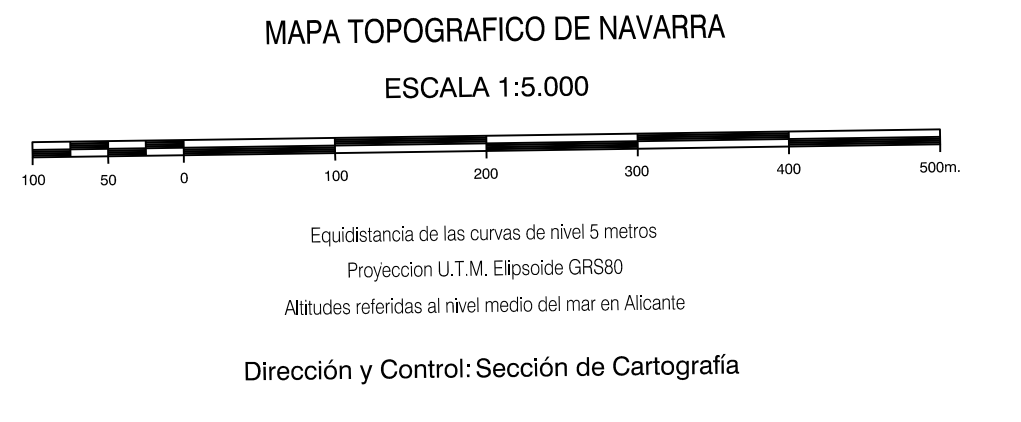 MAPA TOPOGRAFICO DE NAVARRA
ESCALA 1:5.000
100 50 0 100 200 300 400 500m.
Equidistancia de las curvas de nivel 5 metros
Proyeccion U.T.M. Elipsoide GRS80
Altitudes referidas al nivel medio del mar en Alicante
Dirección y Control: Sección de Cartografía